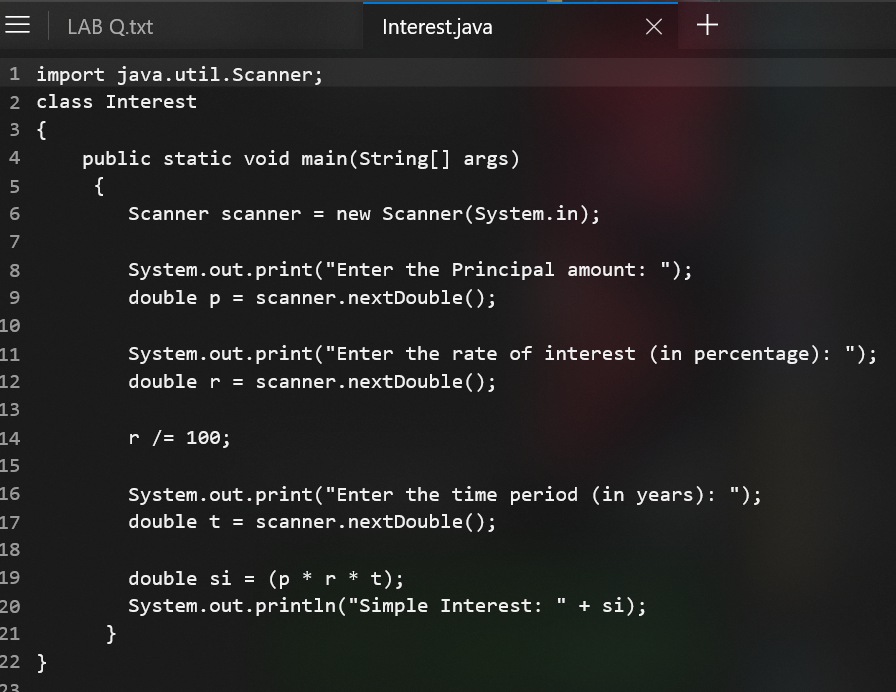 LAB Q.txt Interest.java
1 import java.util.Scanner;
2 class Interest
3 {
4 public static void main(String[] args)
5 {
6 Scanner scanner = new Scanner(System.in);
7
8 System.out.print("Enter the Principal amount: ");
9 double p = scanner.nextDouble();
10
11 System.out.print("Enter the rate of interest (in percentage): ");
12 double r = scanner.nextDouble();
13
14 r /= 100;
15
16 System.out.print("Enter the time period (in years): ");
17 double t = scanner.nextDouble();
18
19 double si = (p * r * t);
20 System.out.println("Simple Interest: " + si);
21 }
22 }
23